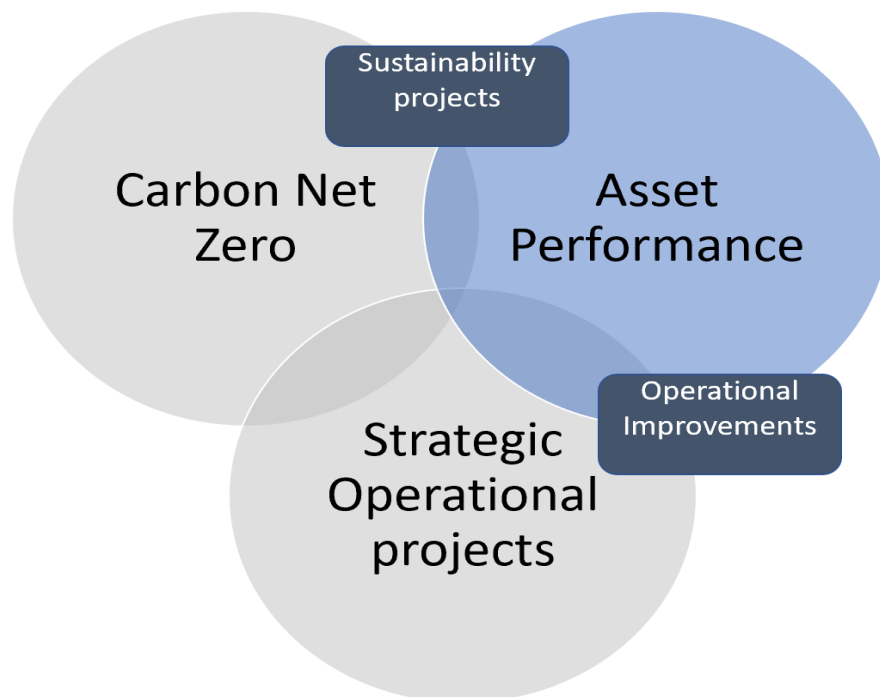 Sustainability
projects
Carbon Net
Zero
Asset
Performance
Operational
Improvements
Strategic
Operational
projects